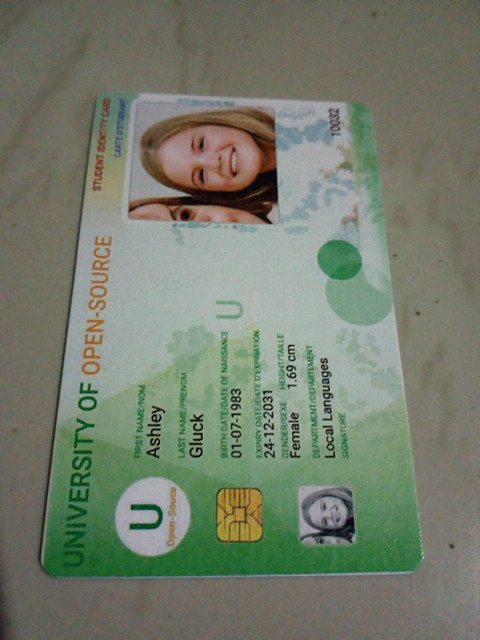 STUDENT IDENTITY CARD
CARTE D'ETUDIANT
UNIVERSITY OF OPEN-SOURCE
10032
FIRST NAME/NOM
Ashley
LAST NAME/PRENOM
Gluck
U
BIRTH DATE/DATE DE NAISSANCE
01-07-1983
EXPIRY DATE/DATE D'EXPIRATION
24-12-2031
GENDER/SEXE HEIGHT/TAILLE
Female 1.69 cm
DEPARTMENT/DEPARTEMENT
Local Languages
SIGNATURE
U
Open-Souce